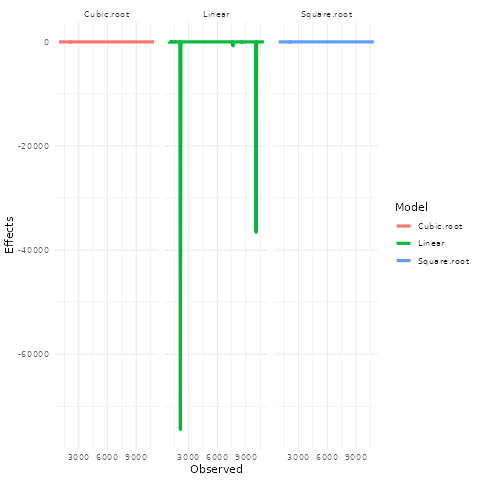 Cubic.root Linear Square.root
0
-20000
-40000
-60000
Effects
3000 6000 9000 3000 6000 9000 3000 6000 9000
Observed
Model
Cubic.root
Linear
Square.root